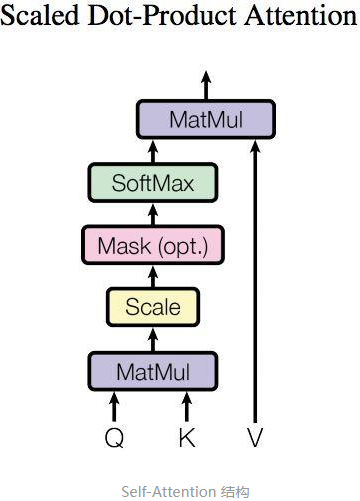 Scaled Dot-Product Attention
MatMul
SoftMax
Mask (opt.)
Scale
MatMul
Q K V
Self-Attention 结构